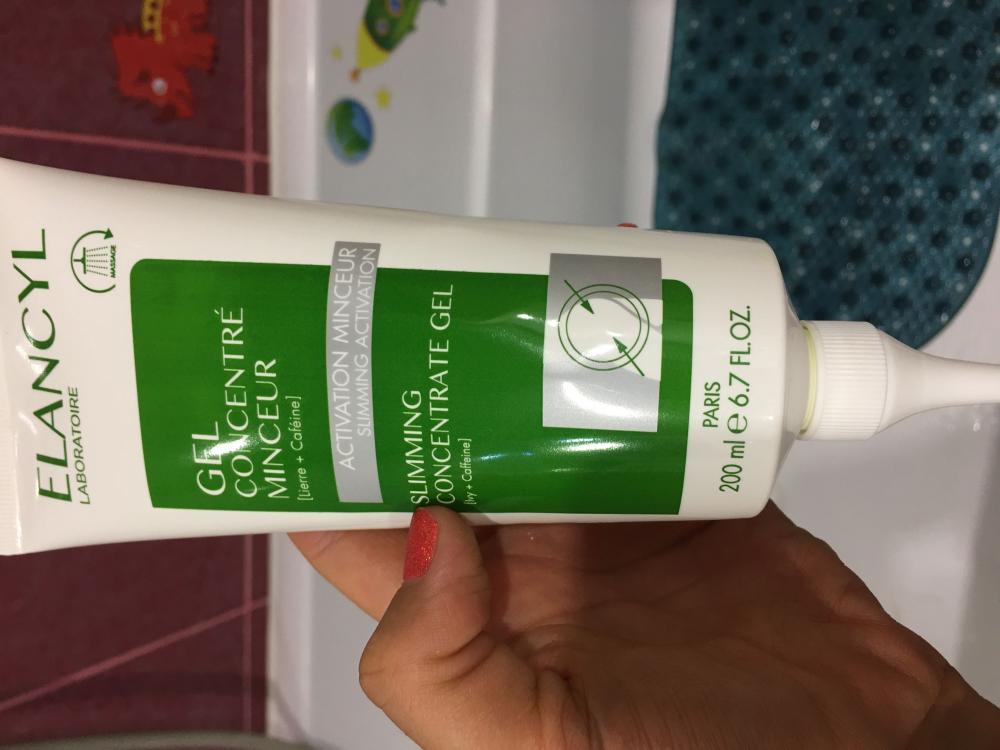 ELANCYL
LABORATOIRE
MASSAGE
GEL
CONCENTRÉ
MINCEUR
[Lierre + Caféine]
ACTIVATION MINCEUR
SLIMMING ACTIVATION
SLIMMING
CONCENTRATE GEL
[Ivy + Caffeine]
PARIS
200 ml e 6.7 FL.OZ.